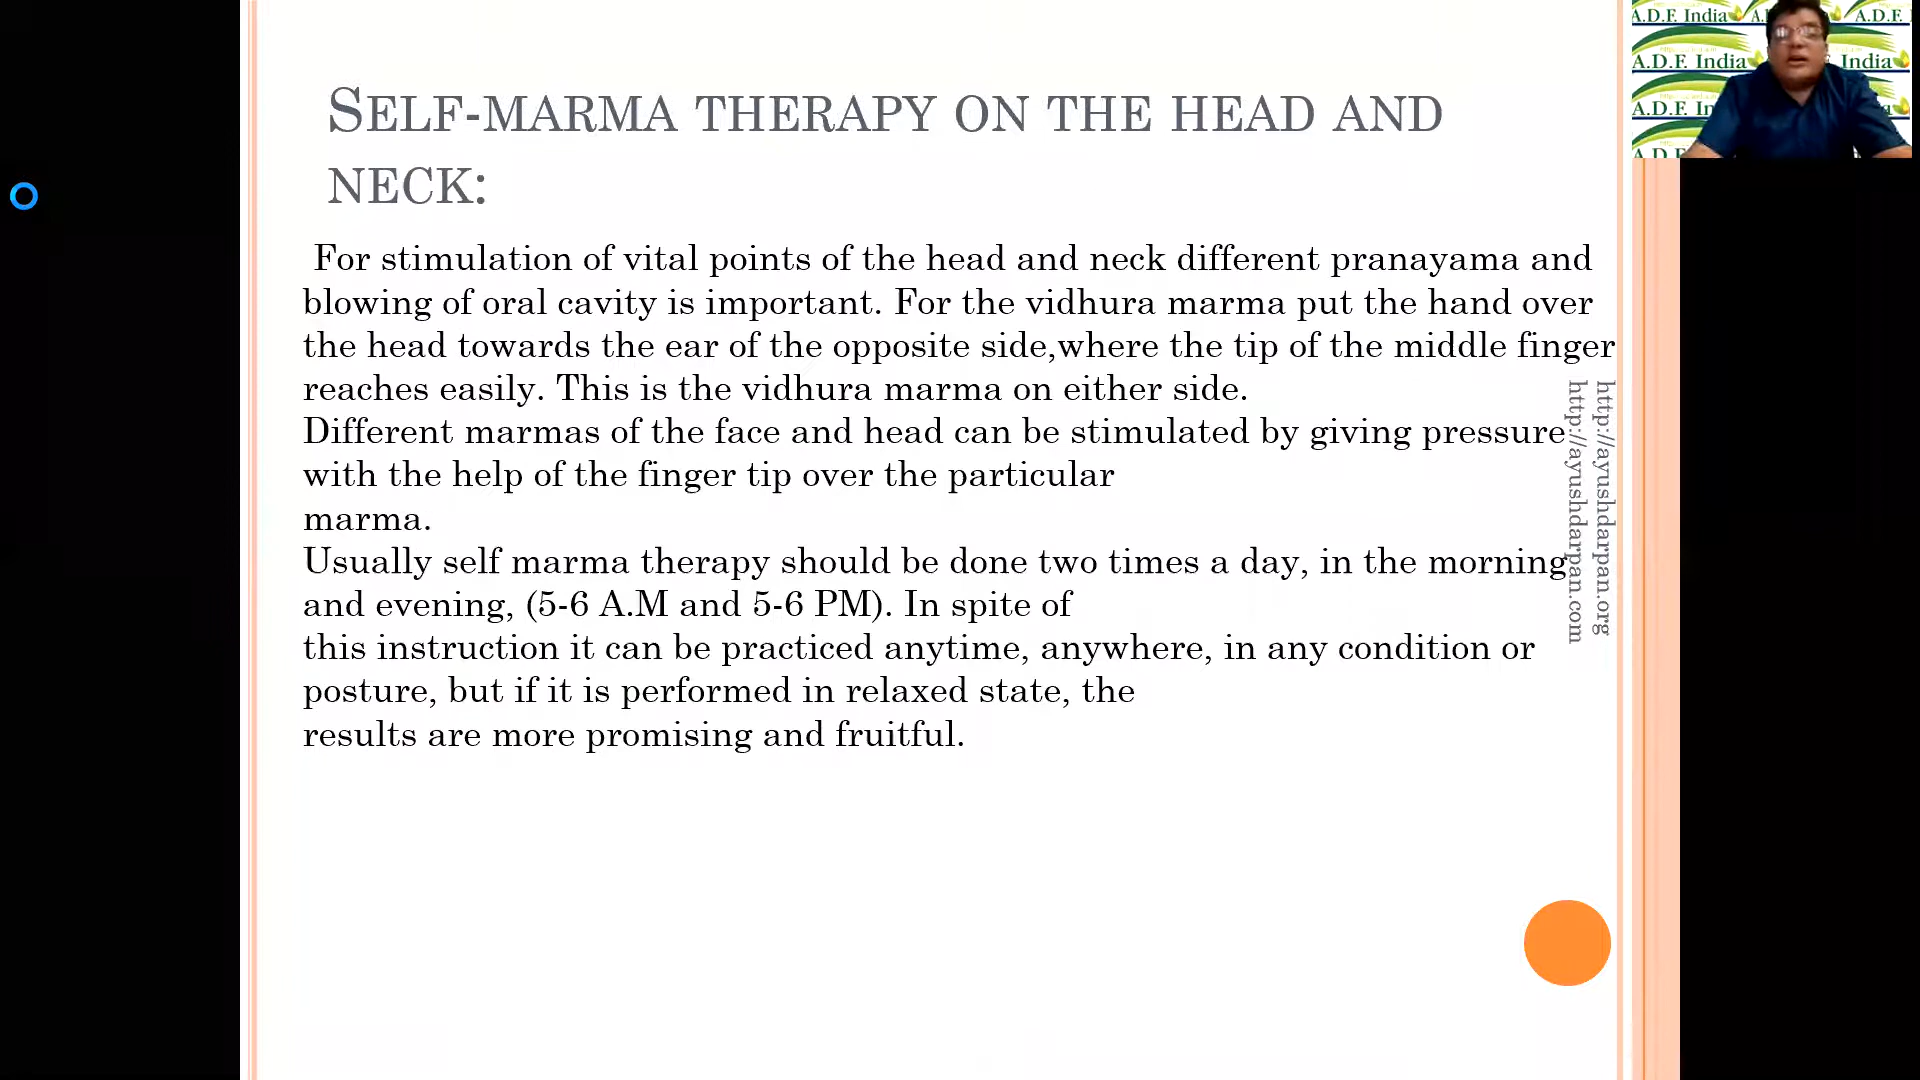 SELF-MARMA THERAPY ON THE HEAD AND
NECK:
For stimulation of vital points of the head and neck different pranayama and
blowing of oral cavity is important. For the vidhura marma put the hand over
the head towards the ear of the opposite side,where the tip of the middle finger
reaches easily. This is the vidhura marma on either side.
Different marmas of the face and head can be stimulated by giving pressure
with the help of the finger tip over the particular
marma.
Usually self marma therapy should be done two times a day, in the morning
and evening, (5-6 A.M and 5-6 PM). In spite of
this instruction it can be practiced anytime, anywhere, in any condition or
posture, but if it is performed in relaxed state, the
results are more promising and fruitful.
http://ayushdarpan.org
http://ayushdarpan.com
A.D.F. India
A.D.F.
A.D.F. India
India
A.D.F.